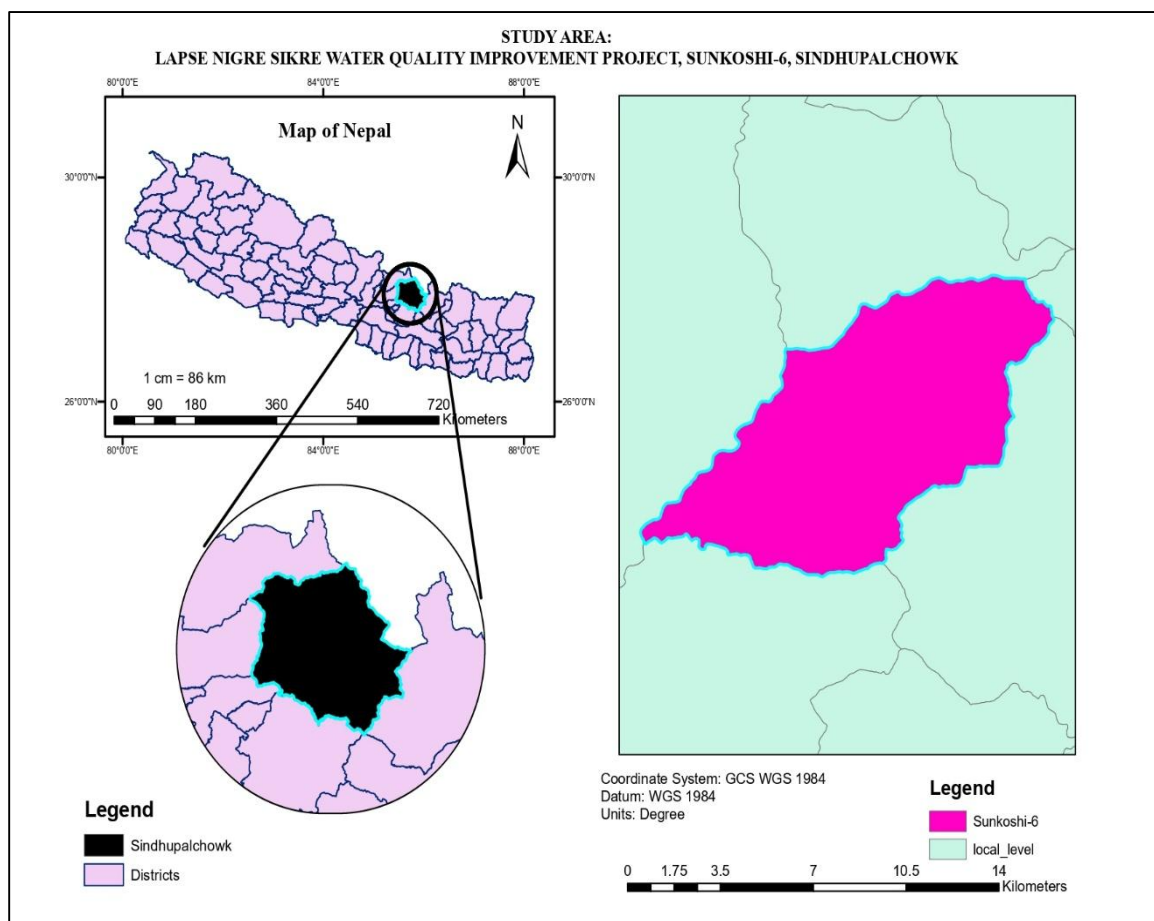 STUDY AREA:
LAPSE NIGRE SIKRE WATER QUALITY IMPROVEMENT PROJECT, SUNKOSHI-6, SINDHUPALCHOWK
80°0'0"E 84°0'0"E 88°0'0"E
Map of Nepal
N
30°0'0"N 30°0'0"N
1 cm = 86 km
0 90 180 360 540 720
Kilometers
26°0'0"N 26°0'0"N
80°0'0"E 84°0'0"E 88°0'0"E
Legend
Sindhupalchowk
Districts
Coordinate System: GCS WGS 1984
Datum: WGS 1984
Units: Degree
Legend
Sunkoshi-6
local_level
0 1.75 3.5 7 10.5 14
Kilometers